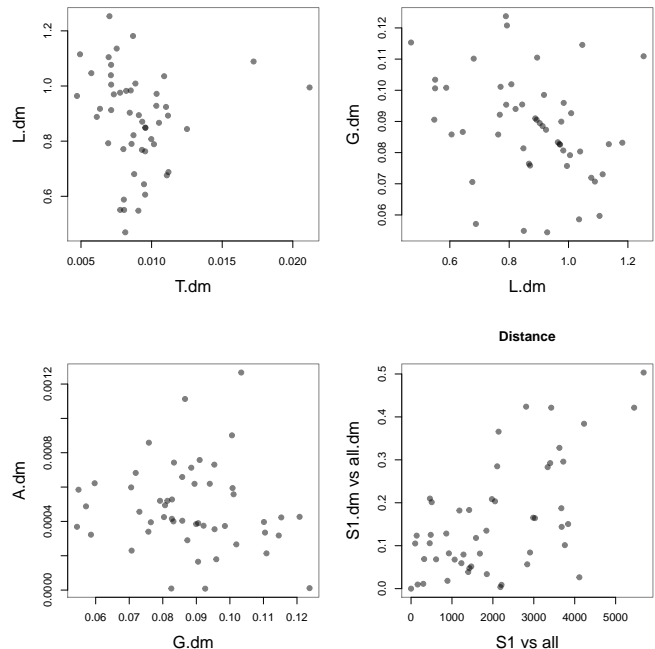 L.dm
0.6 0.8 1.0 1.2
0.005 0.010 0.015 0.020
T.dm
G.dm
0.06 0.07 0.08 0.09 0.10 0.11 0.12
0.6 0.8 1.0 1.2
L.dm
A.dm
0.0000 0.0004 0.0008 0.0012
0.06 0.07 0.08 0.09 0.10 0.11 0.12
G.dm
Distance
S1.dm vs all.dm
0.0 0.1 0.2 0.3 0.4 0.5
0 1000 2000 3000 4000 5000
S1 vs all